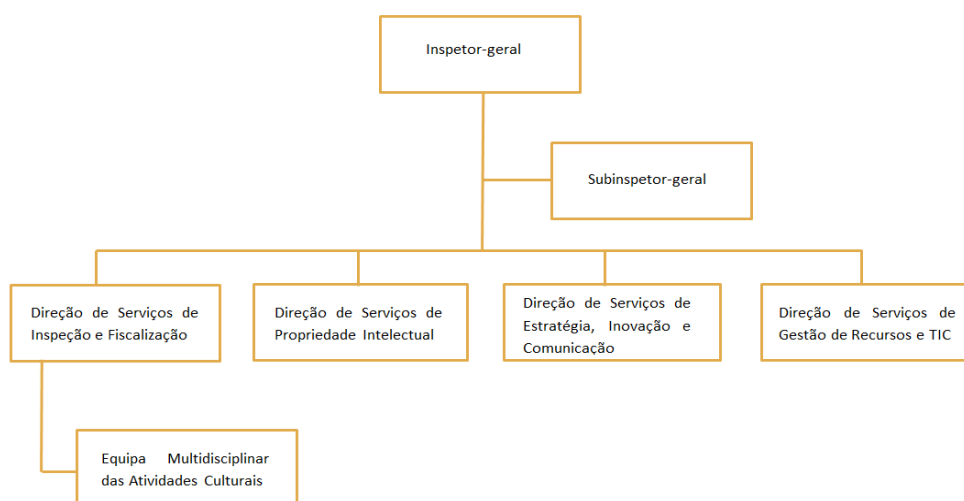 Inspetor-geral
Subinspetor-geral
Direção de Serviços de
Inspeção e Fiscalização
Direção de Serviços de
Propriedade Intelectual
Direção de Serviços de
Estratégia, Inovação e
Comunicação
Direção de Serviços de
Gestão de Recursos e TIC
Equipa Multidisciplinar
das Atividades Culturais